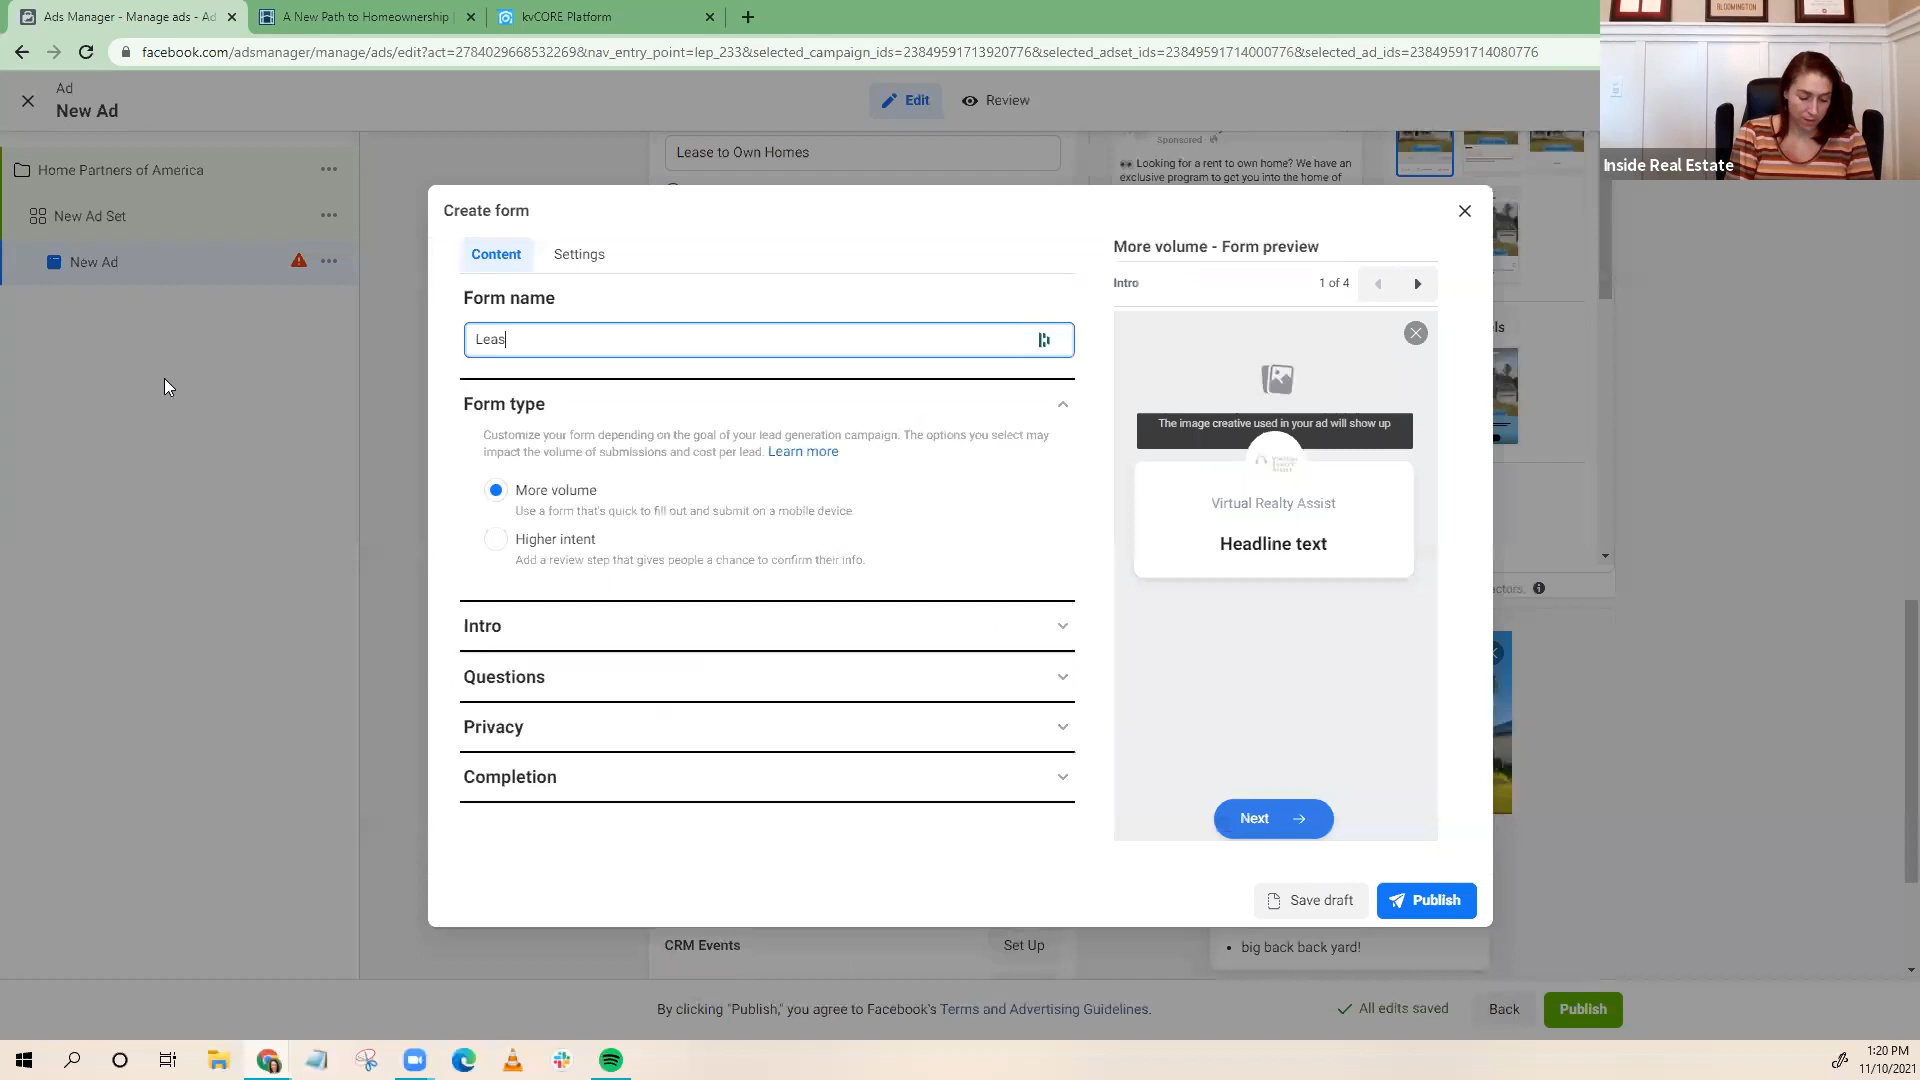 Ads Manager - Manage ads - Ad
A New Path to Homeownership
kvCORE Platform
facebook.com/adsmanager/manage/ads/edit?act=2784029668532269&nav_entry_point=lep_233&selected_campaign_ids=23849591713920776&selected_adset_ids=23849591714000776&selected_ad_ids=23849591714080776
BLOOMINGTON
Inside Real Estate
Ad
New Ad
Edit
Review
Home Partners of America
New Ad Set
New Ad
Lease to Own Homes
Sponsored
Looking for a rent to own home? We have an
exclusive program to get you into the home of
Create form
Content
Settings
Form name
Leas
Form type
Customize your form depending on the goal of your lead generation campaign. The options you select may
impact the volume of submissions and cost per lead. Learn more
More volume
Use a form that's quick to fill out and submit on a mobile device.
Higher intent
Add a review step that gives people a chance to confirm their info.
Intro
Questions
Privacy
Completion
More volume - Form preview
Intro
1 of 4
The image creative used in your ad will show up
Virtual Realty Assist
Headline text
Next
Save draft
Publish
CRM Events
Set Up
big back back yard!
By clicking "Publish," you agree to Facebook's Terms and Advertising Guidelines.
All edits saved
Back
Publish
1:20 PM
11/10/2021